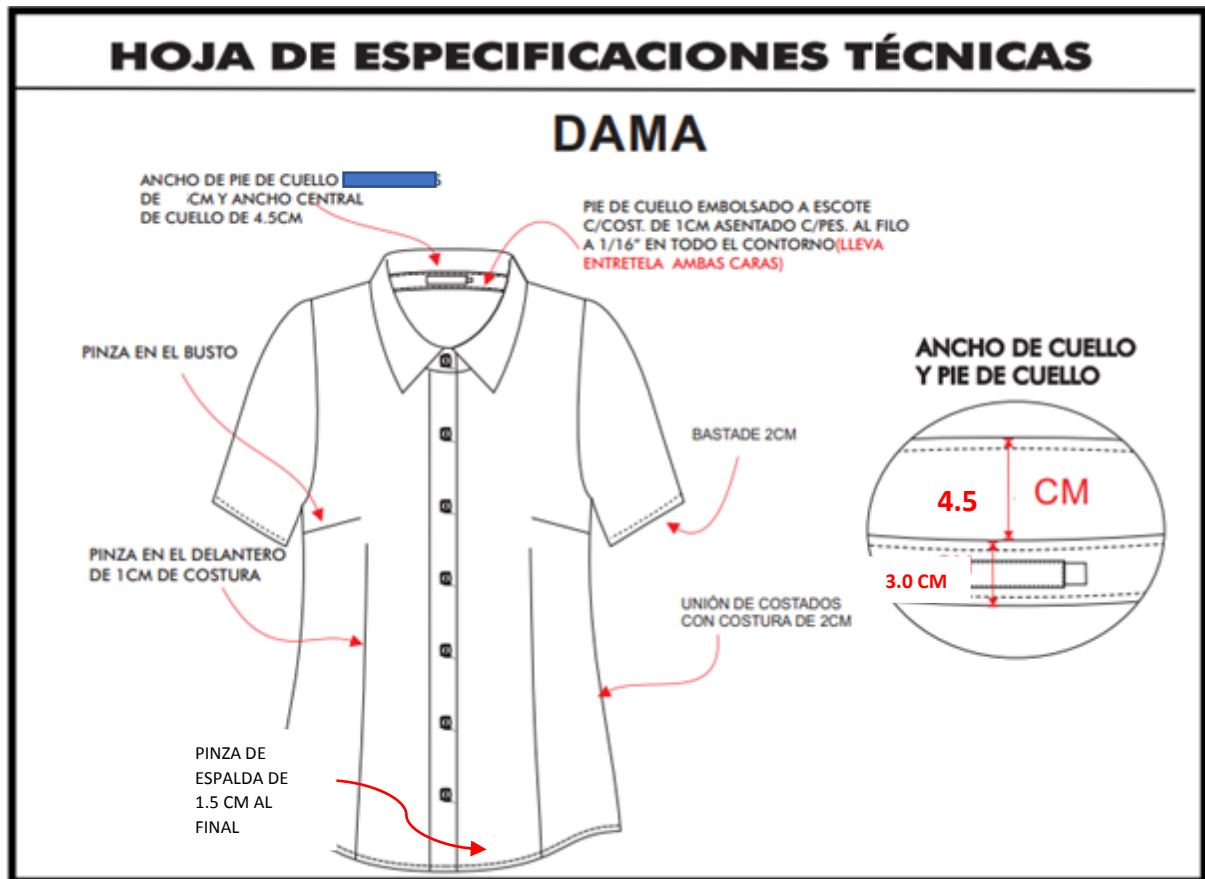 HOJA DE ESPECIFICACIONES TÉCNICAS
DAMA
ANCHO DE PIE DE CUELLO
DE CM Y ANCHO CENTRAL
DE CUELLO DE 4.5CM
PIE DE CUELLO EMBOLSADO A ESCOTE
C/COST. DE 1CM ASENTADO C/PES. AL FILO
A 1/16" EN TODO EL CONTORNO(LLEVA
ENTRETELA AMBAS CARAS)
PINZA EN EL BUSTO
ANCHO DE CUELLO
Y PIE DE CUELLO
BASTADE 2CM
4.5 CM
PINZA EN EL DELANTERO
DE 1CM DE COSTURA
3.0 CM
UNIÓN DE COSTADOS
CON COSTURA DE 2CM
PINZA DE
ESPALDA DE
1.5 CM AL
FINAL